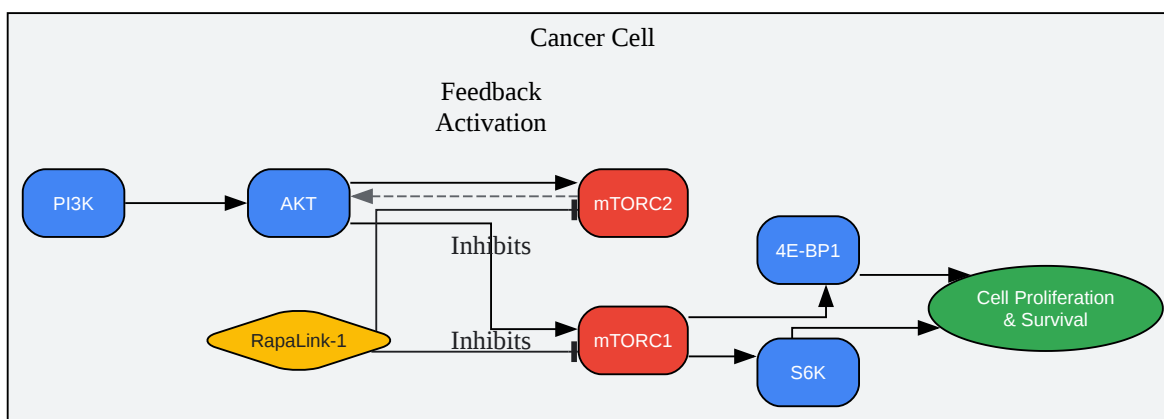 Cancer Cell
Feedback
Activation
PI3K
AKT
mTORC2
Inhibits
4E-BP1
Cell Proliferation
& Survival
RapaLink-1
Inhibits
mTORC1
S6K